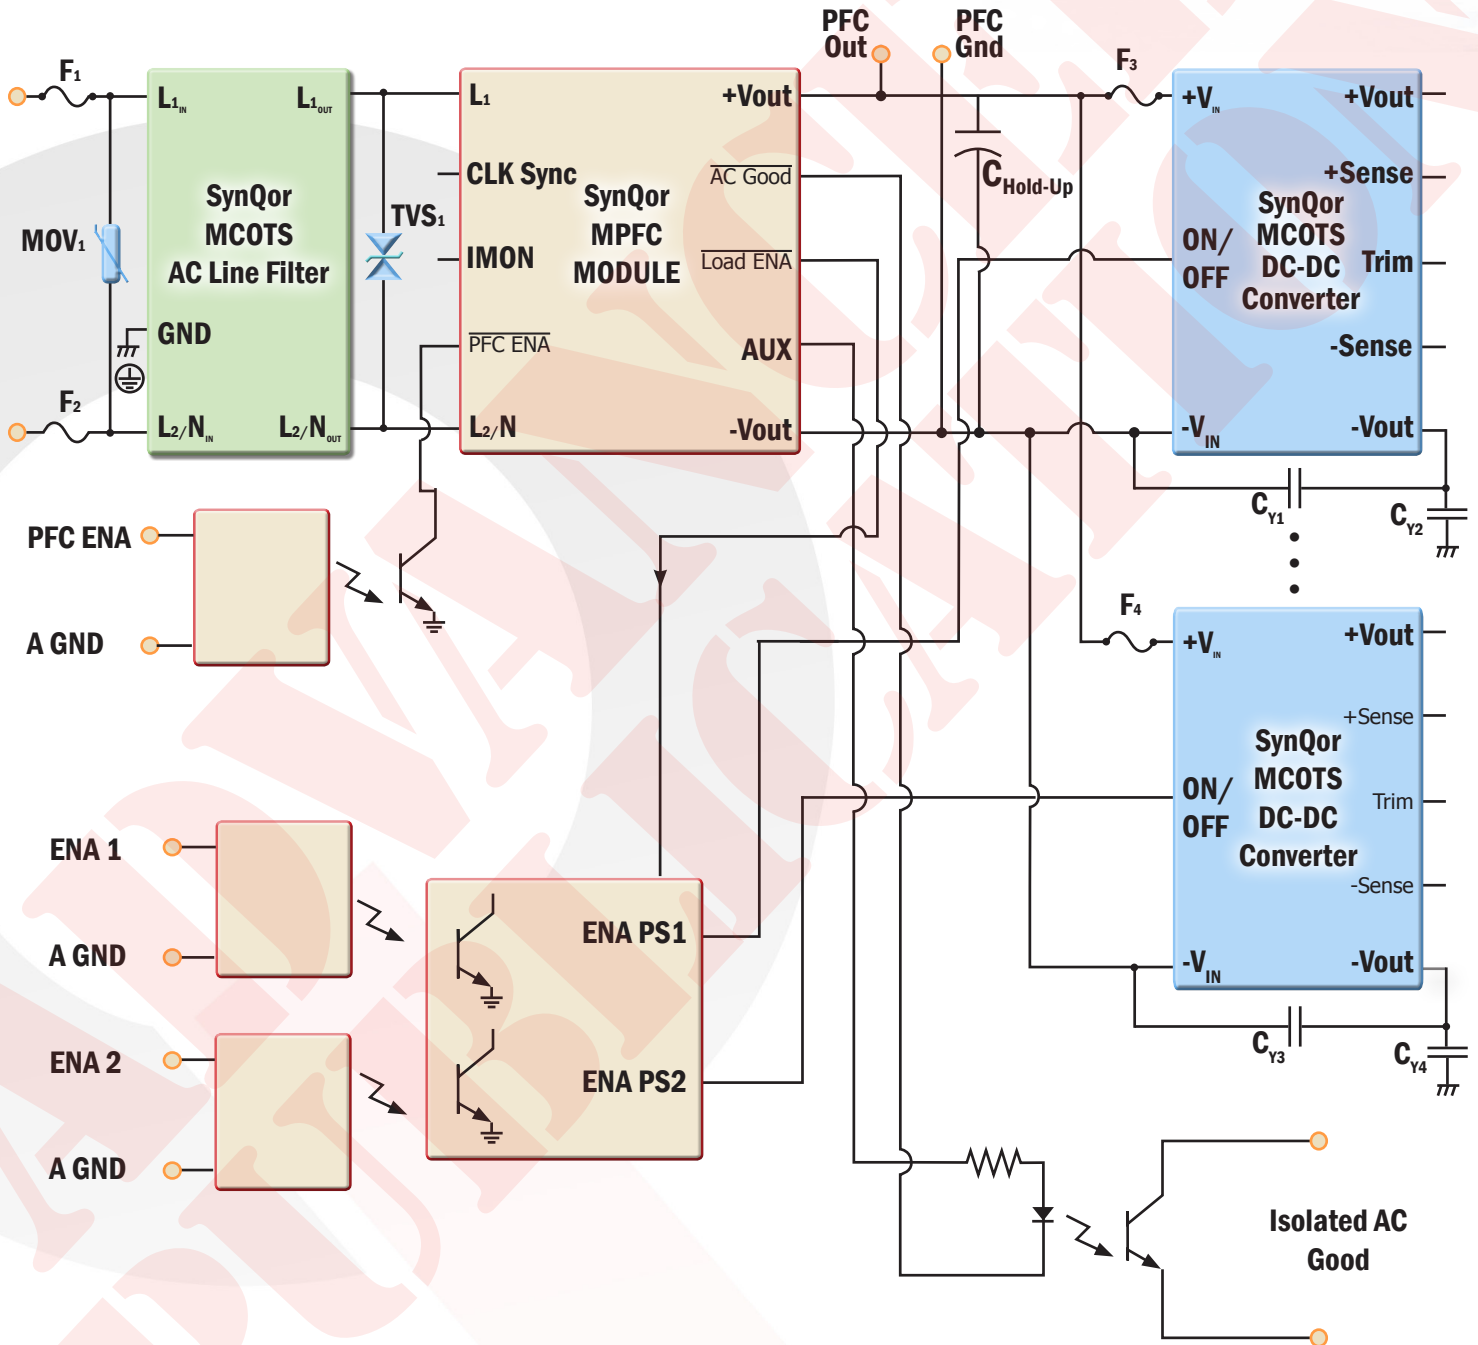 PFC Out
PFC Gnd
F1
F3
L1IN
L1OUT
L1
+Vout
+VIN
+Vout
CLK Sync
AC Good
CHold-Up
+Sense
SynQor
MCOTS
AC Line Filter
TVS1
SynQor
MPFC
MODULE
SynQor
MCOTS
DC-DC
Converter
MOV1
IMON
Load ENA
ON/
OFF
Trim
GND
PFC ENA
AUX
-Sense
F2
L2/NIN
L2/NOUT
L2/N
-Vout
-VIN
-Vout
CY1
CY2
PFC ENA
A GND
F4
+VIN
+Vout
+Sense
SynQor
MCOTS
DC-DC
Converter
ON/
OFF
Trim
-Sense
ENA 1
A GND
ENA PS1
-VIN
-Vout
CY3
CY4
ENA 2
A GND
ENA PS2
Isolated AC
Good
ADVANCE
PUBLICATION